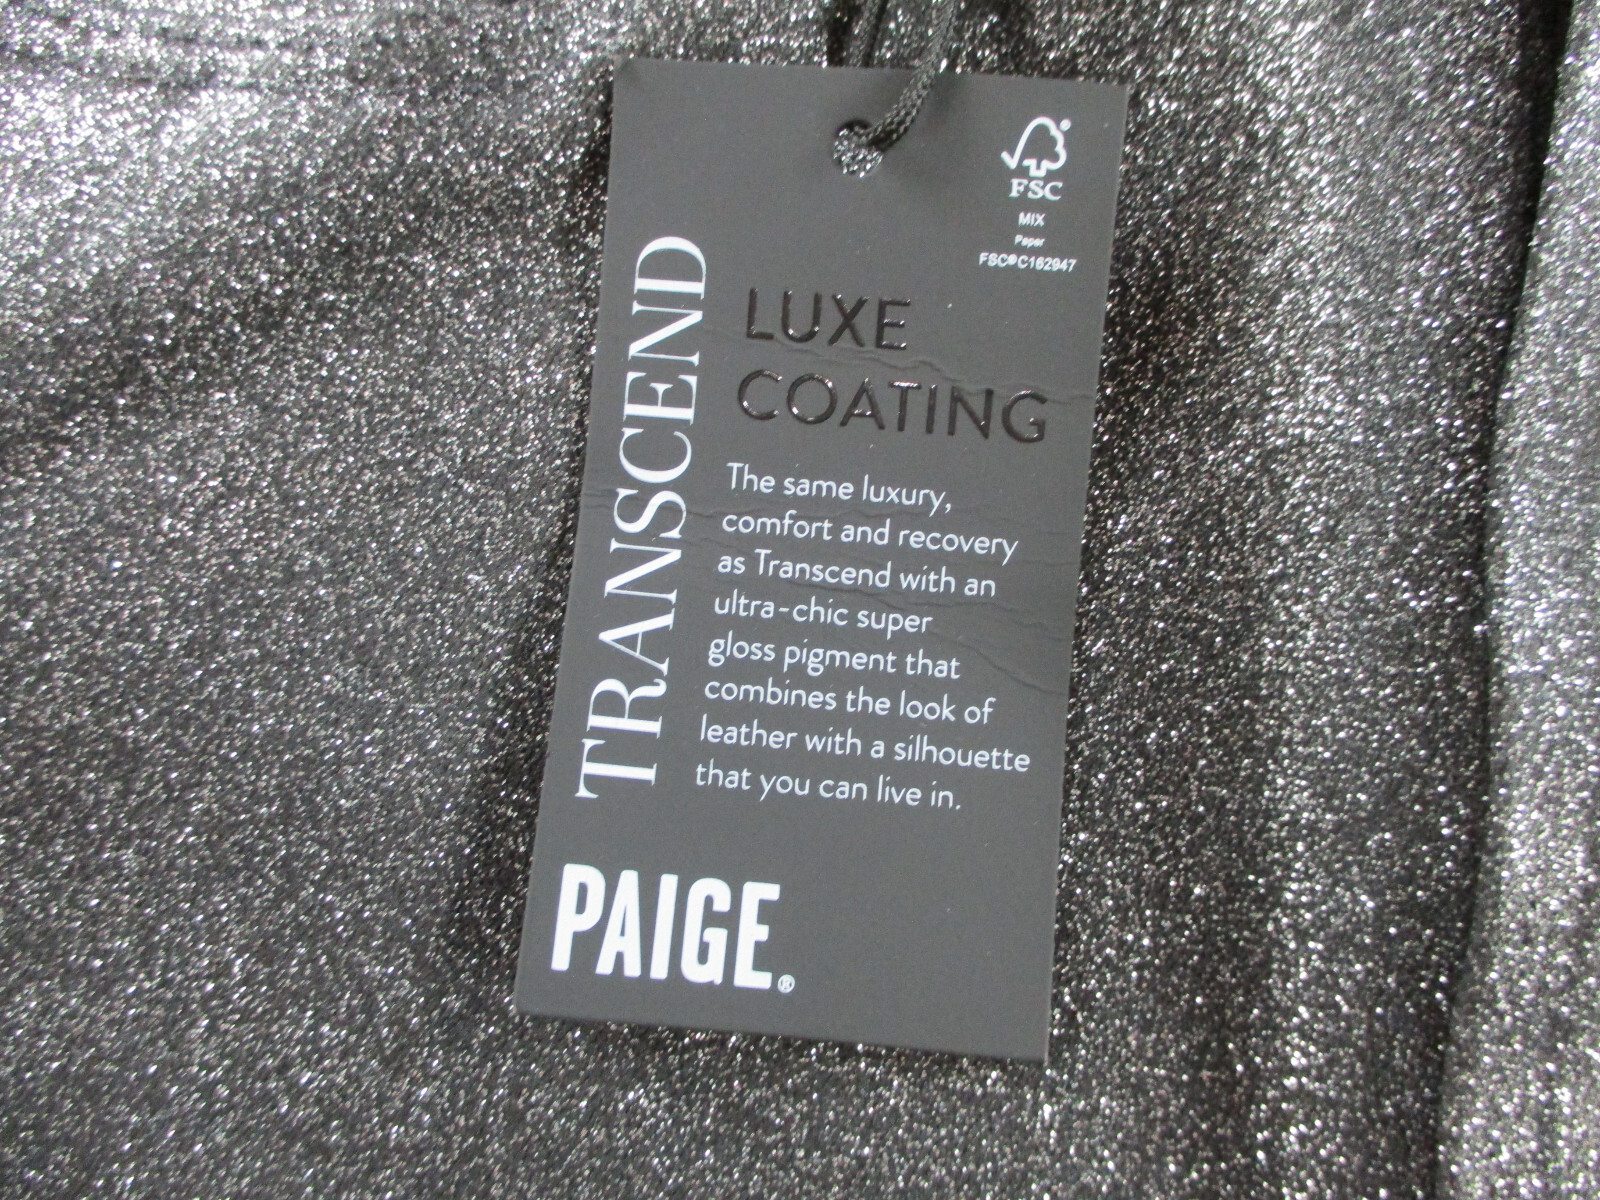 FSC
MIX
Paper
FSC® C162947
TRANSCEND
LUXE
COATING
The same luxury,
comfort and recovery
as Transcend with an
ultra-chic super
gloss pigment that
combines the look of
leather with a silhouette
that you can live in.
PAIGE®